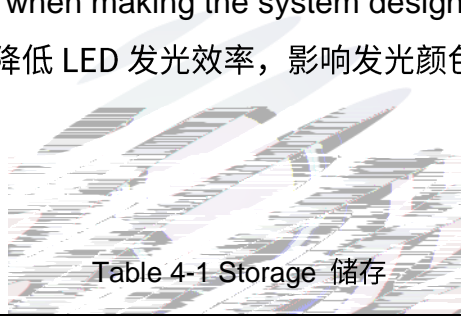 when making the system design
降低 LED 发光效率，影响发光颜色
Table 4-1 Storage 储存